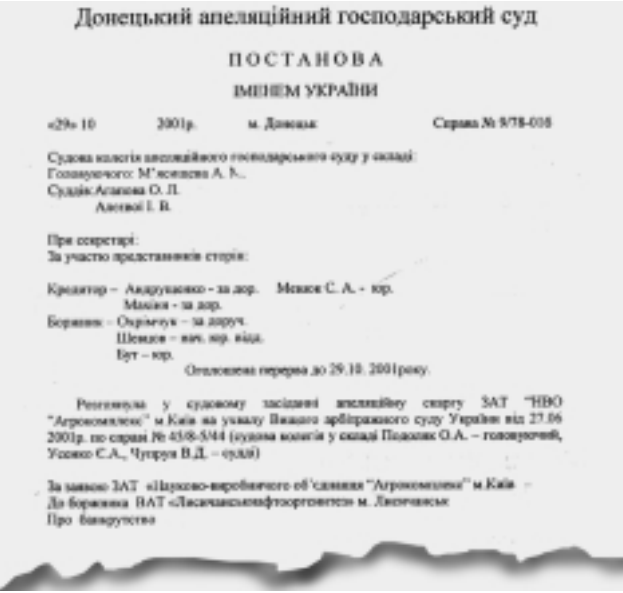 Донецький апеляційний господарський суд
ПОСТАНОВА
ІМЕНЕМ УКРАЇНИ
«29» 10 2001р. м. Донецьк Справа № 9/78-01б
Судова колегія апеляційного господарського суду у складі:
Головуючого: М'ясищева А. М..
Суддів: Агапова О. Л.
Алєєвої І. В.
При секретарі:
За участю представників сторін:
Кредитор – Андрущенко - за дор. С. А. - юр.
Махіня - за дор.
Боржник – Охрімчук – за доруч.
Шевцов – нач. юр. відд.
Бут – юр.
Оголошена перерва до 29.10. 2001року.
Розглянула у судовому засіданні апеляційну скаргу ЗАТ "НВО
"Агрокомплекс" м.Київ на ухвалу Вищого арбітражного суду України від 27.06
2001р. по справі № 45/8-5/44 (судова колегія у складі Подоляк О.А. – головуючий,
Усенко Є.А., Чупрун В.Д. – судді)
За заявою ЗАТ «Науково-виробничого об'єднання "Агрокомплекс" м.Київ –
До боржника ВАТ «Лисичанськнафтооргсинтез» м. Лисичанськ
Про банкрутство